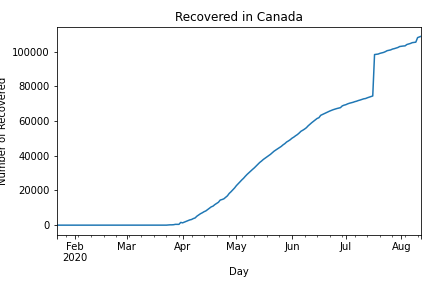 Recovered in Canada
Number of Recovered
100000
80000
60000
40000
20000
0
Feb Mar Apr May Jun Jul Aug
2020
Day